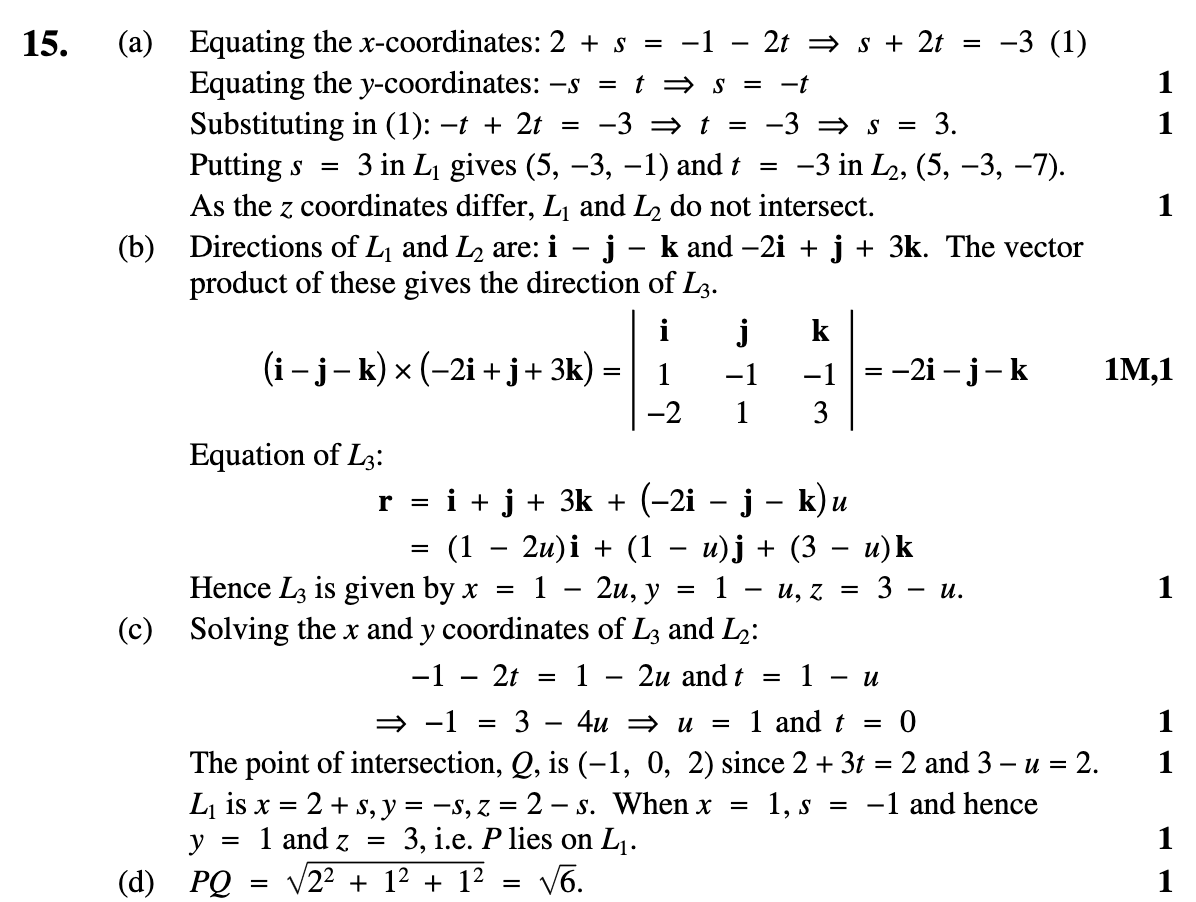 15. (a) Equating the x-coordinates: 2 + s = −1 − 2t ⇒ s + 2t = −3 (1)
Equating the y-coordinates: −s = t ⇒ s = −t 1
Substituting in (1): −t + 2t = −3 ⇒ t = −3 ⇒ s = 3. 1
Putting s = 3 in L₁ gives (5, −3, −1) and t = −3 in L₂, (5, −3, −7).
As the z coordinates differ, L₁ and L₂ do not intersect. 1
(b) Directions of L₁ and L₂ are: i − j − k and −2i + j + 3k. The vector
product of these gives the direction of L₃.
(i − j − k) × (−2i + j + 3k) = | i j k |
| 1 −1 −1 | = −2i − j − k 1M,1
| −2 1 3 |
Equation of L₃:
r = i + j + 3k + (−2i − j − k)u
= (1 − 2u)i + (1 − u)j + (3 − u)k
Hence L₃ is given by x = 1 − 2u, y = 1 − u, z = 3 − u. 1
(c) Solving the x and y coordinates of L₃ and L₂:
−1 − 2t = 1 − 2u and t = 1 − u
⇒ −1 = 3 − 4u ⇒ u = 1 and t = 0 1
The point of intersection, Q, is (−1, 0, 2) since 2 + 3t = 2 and 3 − u = 2. 1
L₁ is x = 2 + s, y = −s, z = 2 − s. When x = 1, s = −1 and hence
y = 1 and z = 3, i.e. P lies on L₁. 1
(d) PQ = √(2² + 1² + 1²) = √6. 1